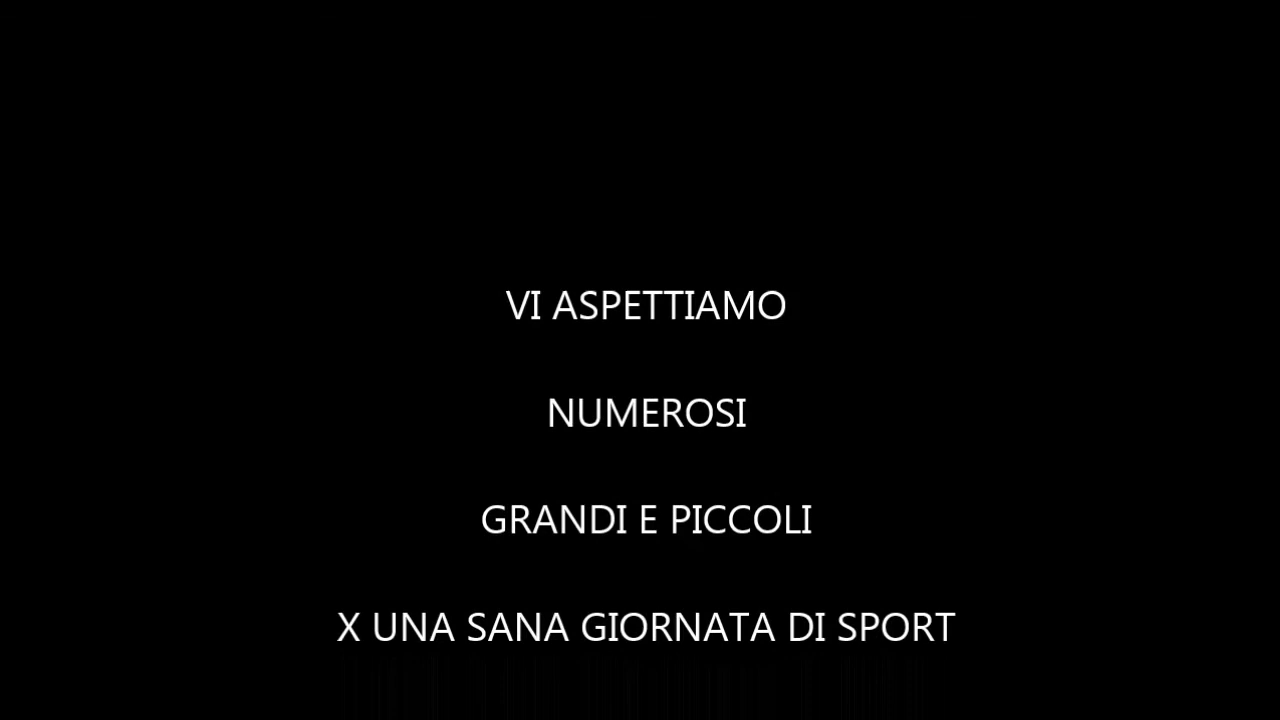 VI ASPETTIAMO
NUMEROSI
GRANDI E PICCOLI
X UNA SANA GIORNATA DI SPORT